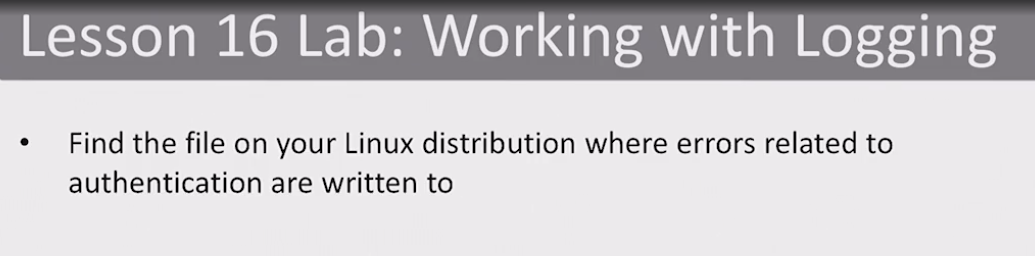 Lesson 16 Lab: Working with Logging
• Find the file on your Linux distribution where errors related to
authentication are written to